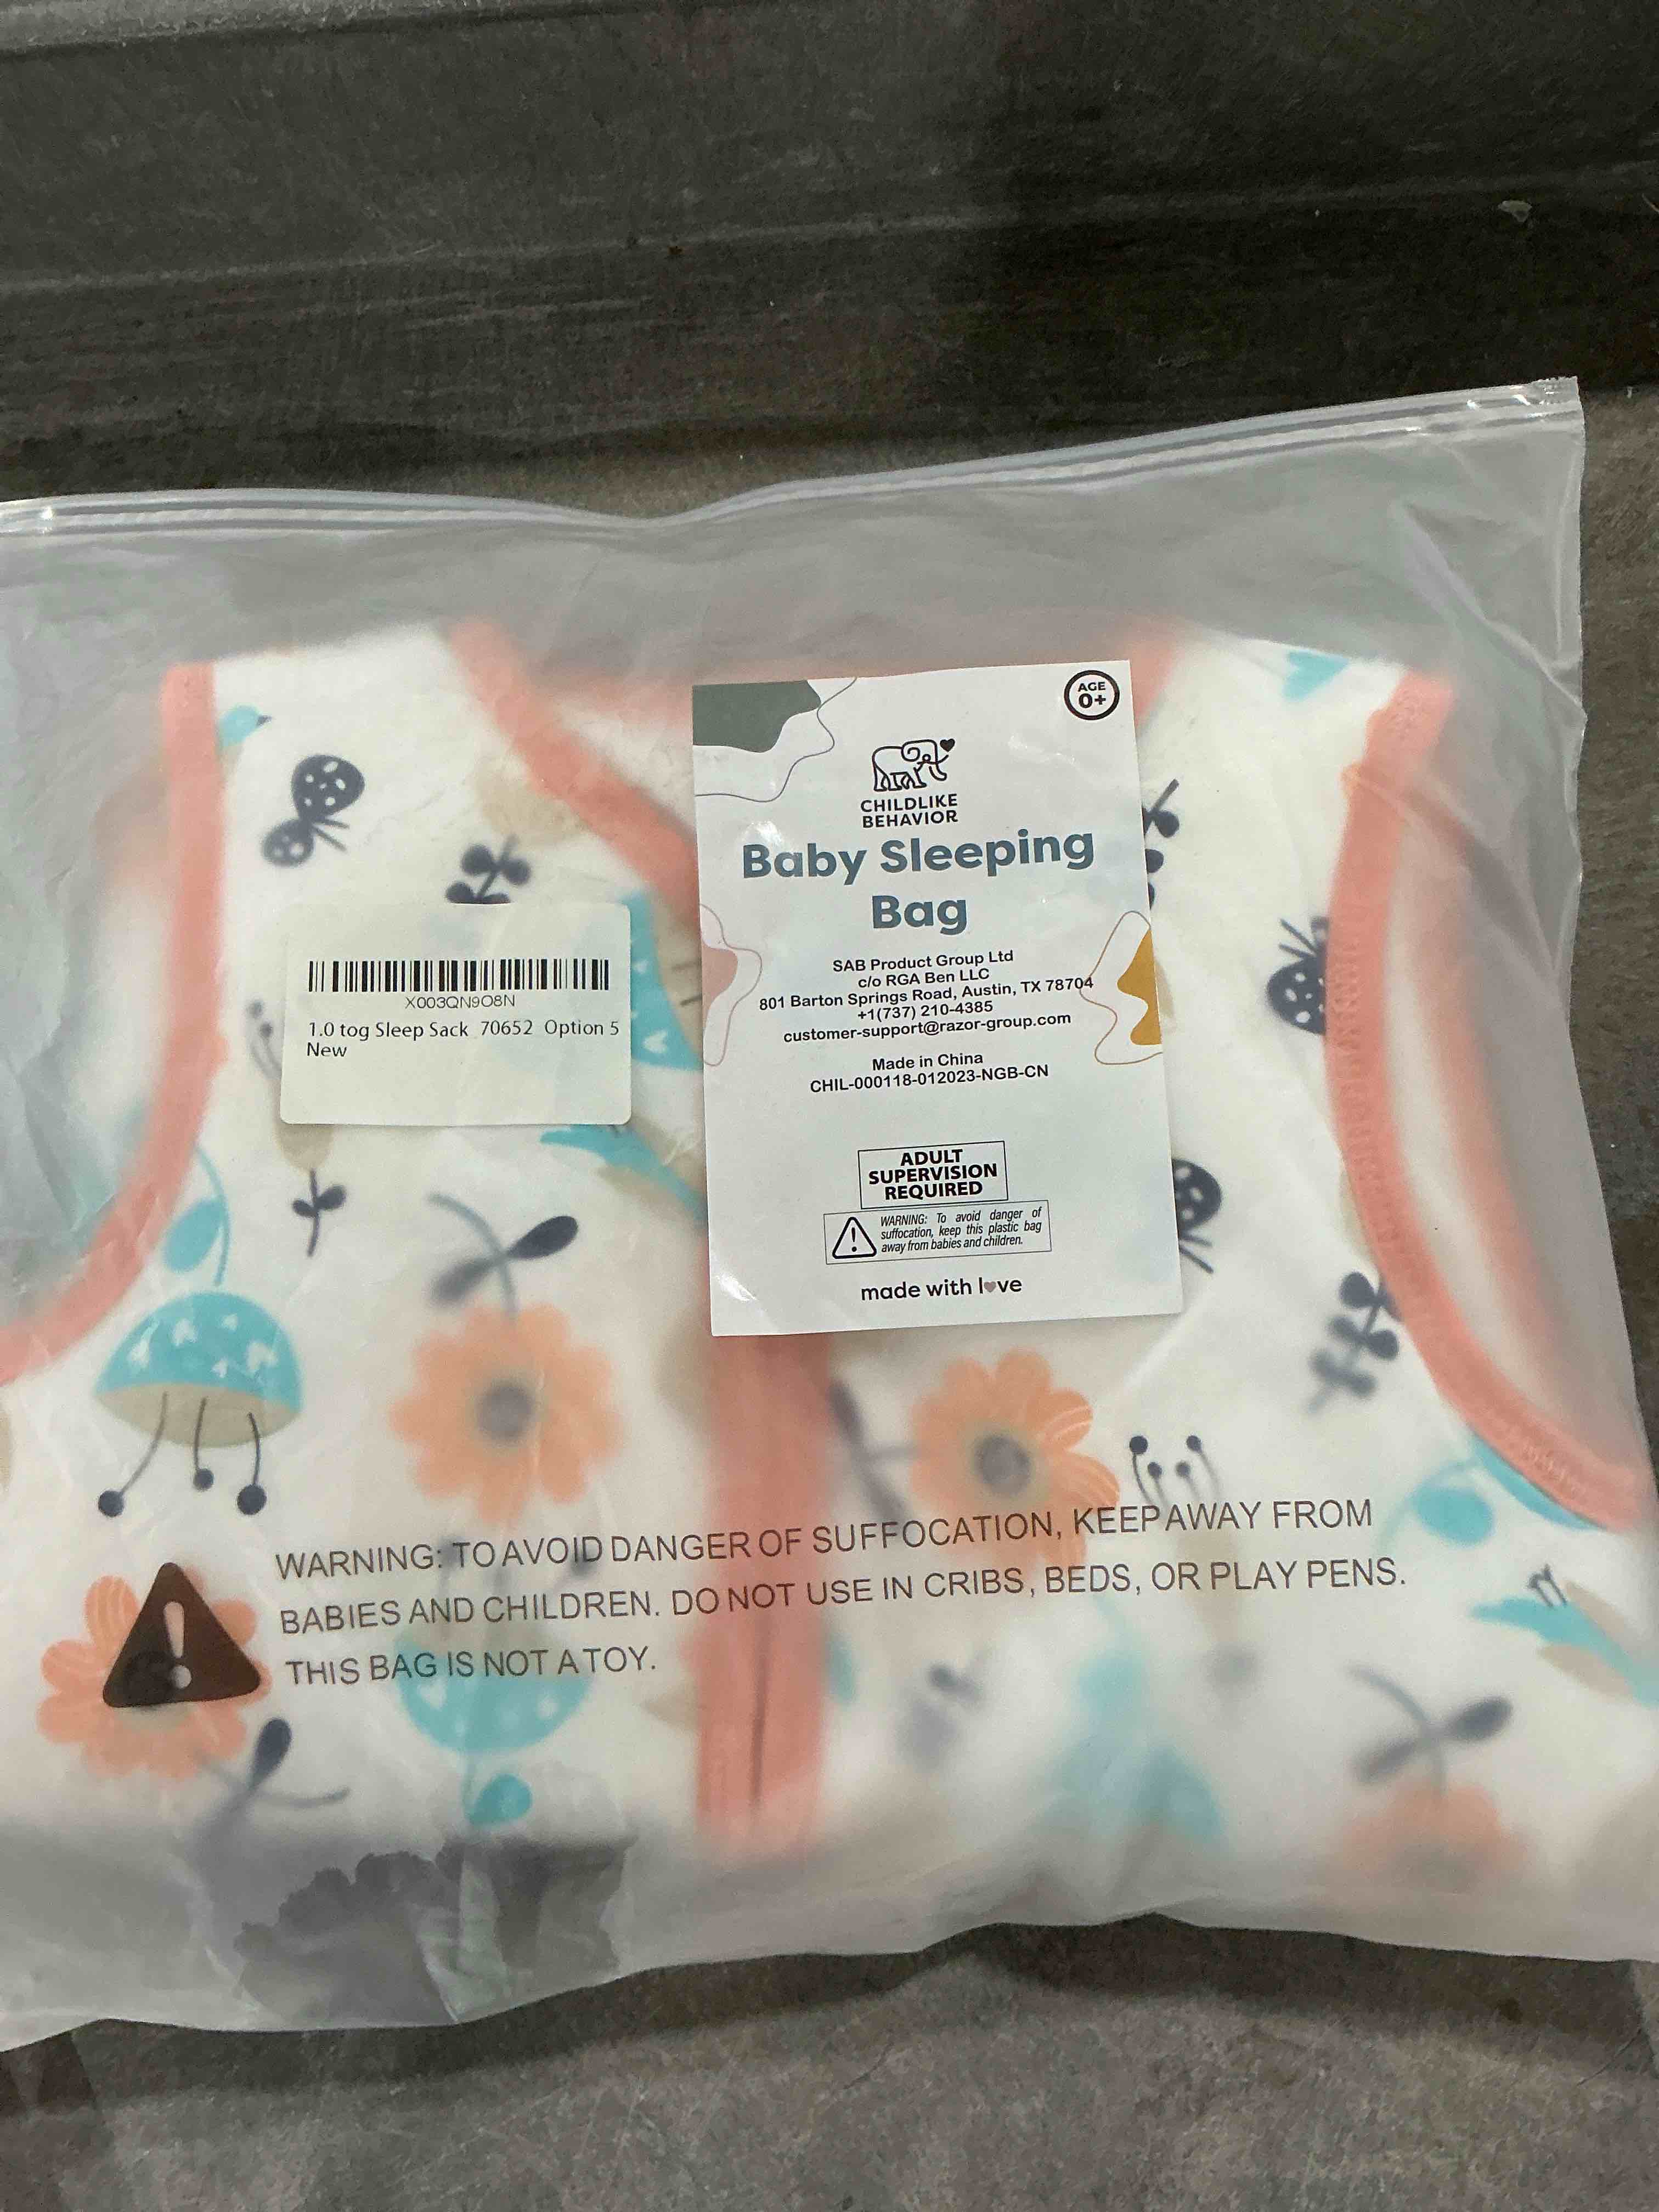 AGE
0+
CHILDLIKE
BEHAVIOR
Baby Sleeping
Bag
SAB Product Group Ltd
c/o RGA Ben LLC
801 Barton Springs Road, Austin, TX 78704
+1(737) 210-4385
customer-support@razor-group.com
Made in China
CHIL-000118-012023-NGB-CN
ADULT
SUPERVISION
REQUIRED
WARNING: To avoid danger of
suffocation, keep this plastic bag
away from babies and children.
made with l♥ve
X003QN9O8N
1.0 tog Sleep Sack 70652 Option 5
New
WARNING: TO AVOID DANGER OF SUFFOCATION, KEEP AWAY FROM
BABIES AND CHILDREN. DO NOT USE IN CRIBS, BEDS, OR PLAY PENS.
THIS BAG IS NOT A TOY.